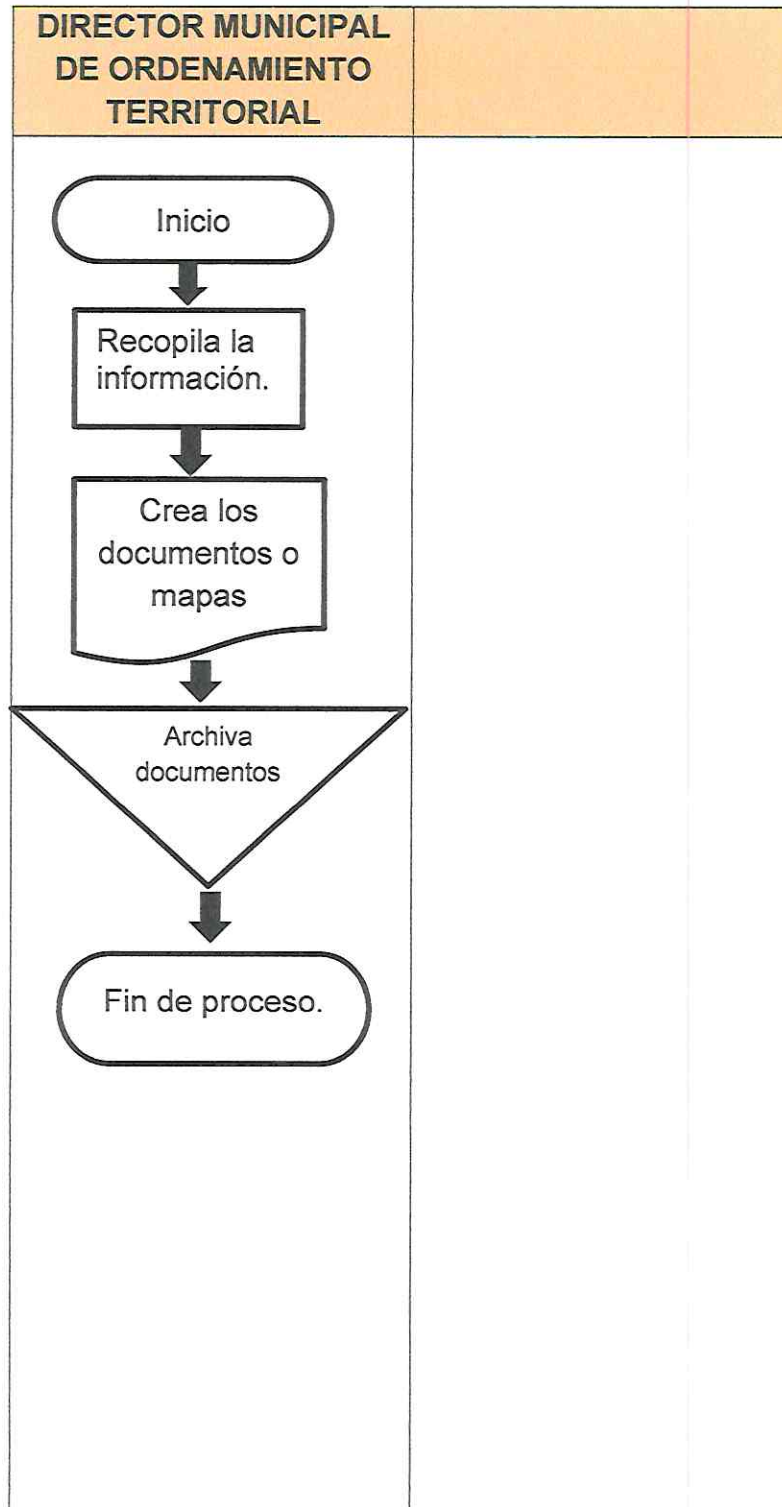 DIRECTOR MUNICIPAL
DE ORDENAMIENTO
TERRITORIAL
Inicio
Recopila la
información.
Crea los
documentos o
mapas
Archiva
documentos
Fin de proceso.